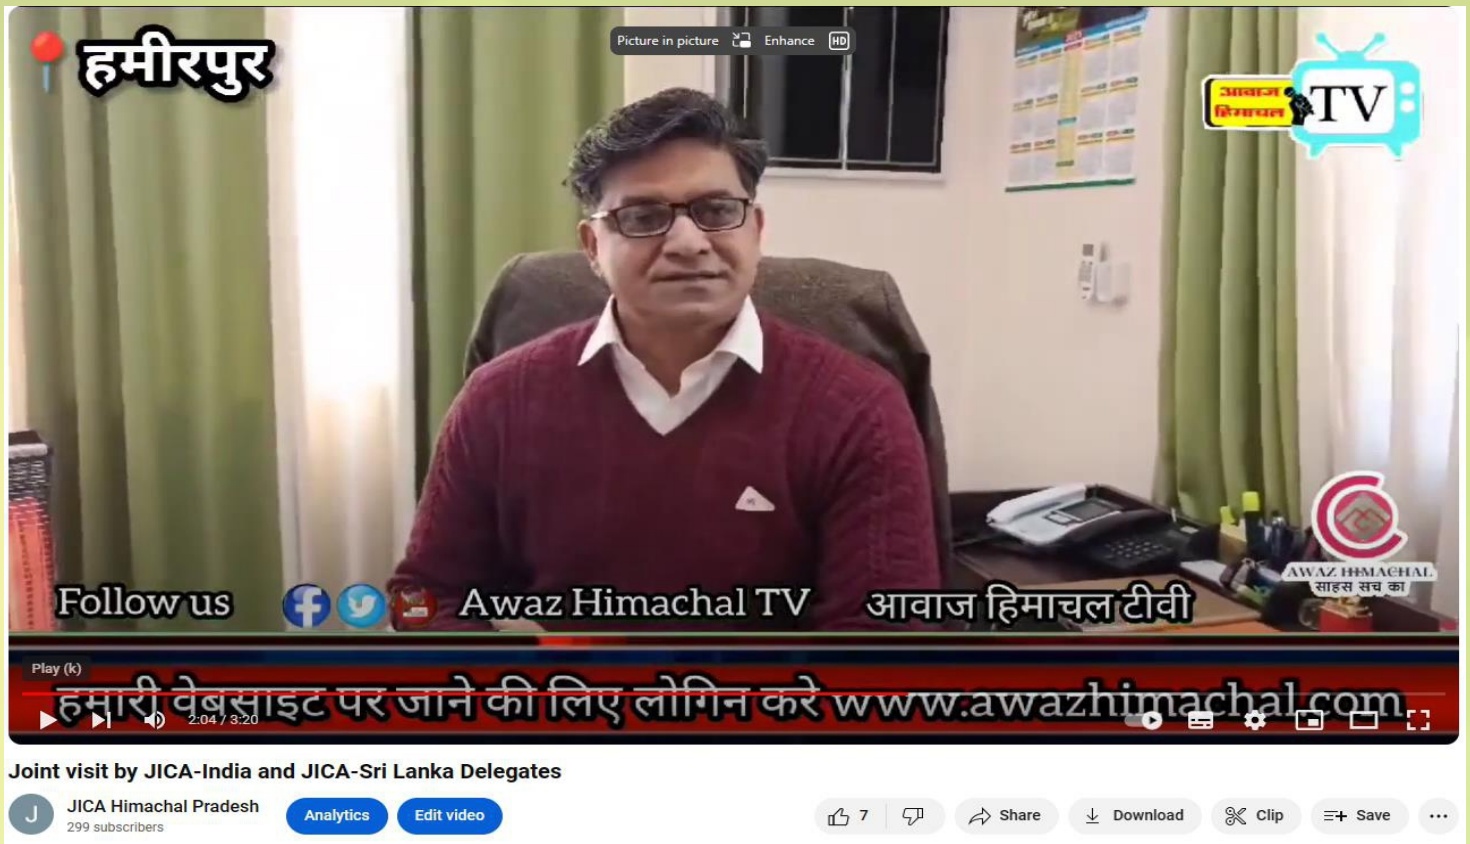 हमीरपुर
Picture in picture Enhance HD
आवाज
हिमाचल
TV
AWAZ HIMACHAL
साहस सच का
Follow us Awaz Himachal TV आवाज हिमाचल टीवी
Play (k)
हमारी वेबसाइट पर जाने की लिए लोगिन करे www.awazhimachal.com
2:04 / 3:20
Joint visit by JICA-India and JICA-Sri Lanka Delegates
J
JICA Himachal Pradesh
299 subscribers
Analytics Edit video 7 Share Download Clip Save